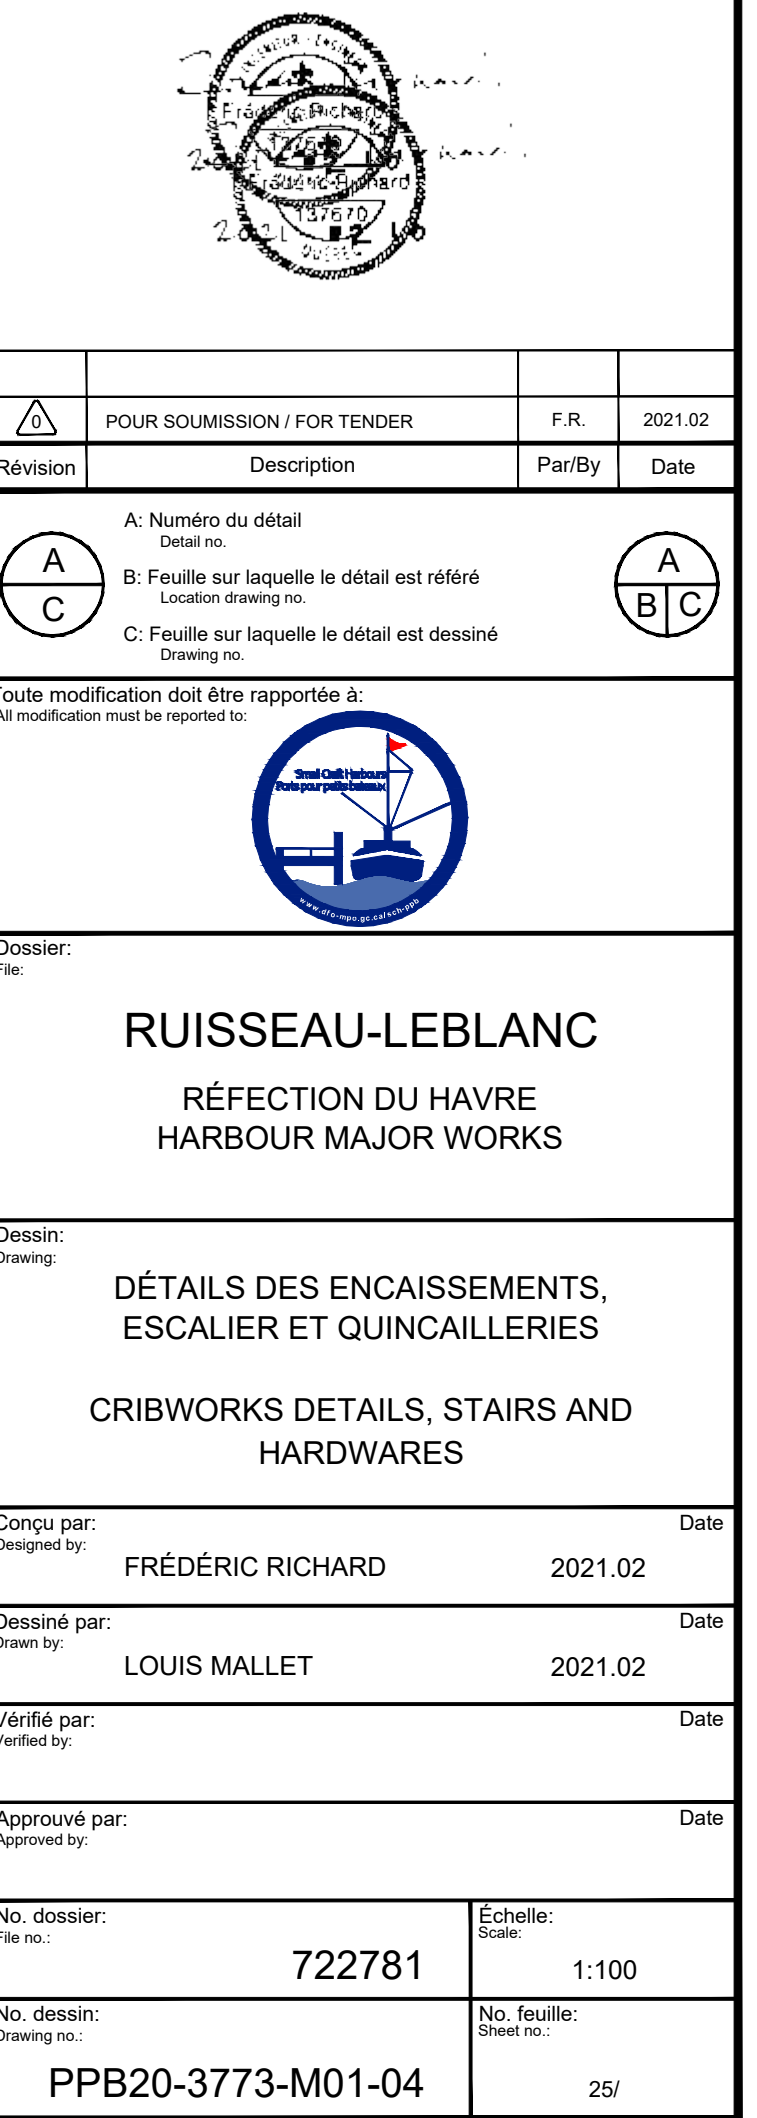 INGÉNIEUR - ENGINEER
Frédéric Richard
137670
Frédéric Richard
137670
QUÉBEC
0 POUR SOUMISSION / FOR TENDER F.R. 2021.02
Révision Description Par/By Date
A: Numéro du détail
Detail no.
A
C
B: Feuille sur laquelle le détail est référé
Location drawing no.
A
B C
C: Feuille sur laquelle le détail est dessiné
Drawing no.
Toute modification doit être rapportée à:
All modification must be reported to:
Small Craft Harbours
Ports pour petits bateaux
www.dfo-mpo.gc.ca/sch-ppb
Dossier:
File:
RUISSEAU-LEBLANC
RÉFECTION DU HAVRE
HARBOUR MAJOR WORKS
Dessin:
Drawing:
DÉTAILS DES ENCAISSEMENTS,
ESCALIER ET QUINCAILLERIES
CRIBWORKS DETAILS, STAIRS AND
HARDWARES
Conçu par: Date
Designed by:
FRÉDÉRIC RICHARD 2021.02
Dessiné par: Date
Drawn by:
LOUIS MALLET 2021.02
Vérifié par: Date
Verified by:
Approuvé par: Date
Approved by:
No. dossier:
File no.:
722781
Échelle:
Scale:
1:100
No. dessin:
Drawing no.:
PPB20-3773-M01-04
No. feuille:
Sheet no.:
25/